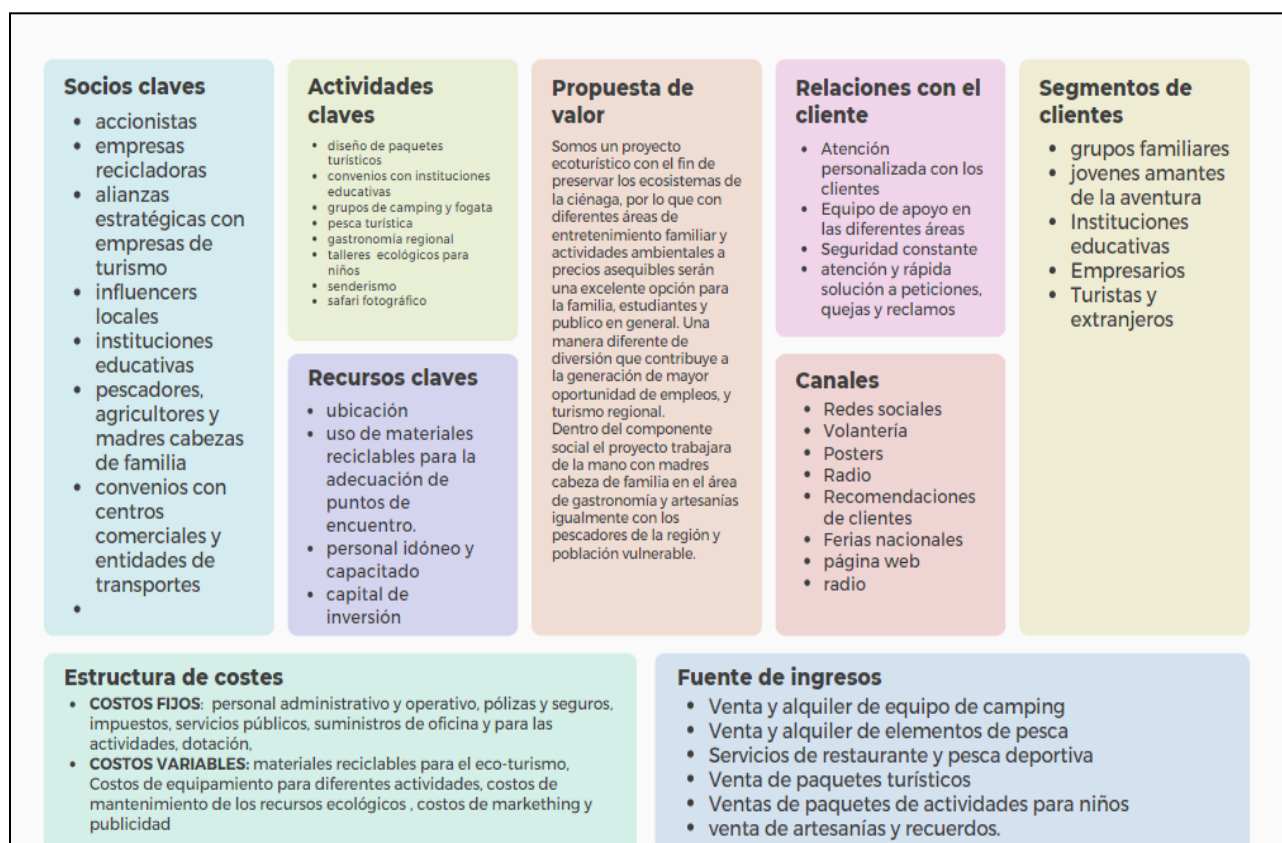 Socios claves
• accionistas
• empresas
recicladoras
• alianzas
estratégicas con
empresas de
turismo
• influencers
locales
• instituciones
educativas
• pescadores,
agricultores y
madres cabezas
de familia
• convenios con
centros
comerciales y
entidades de
transportes
•
Actividades
claves
• diseño de paquetes
turísticos
• convenios con instituciones
educativas
• grupos de camping y fogata
• pesca turística
• gastronomía regional
• talleres ecológicos para
niños
• senderismo
• safari fotográfico
Recursos claves
• ubicación
• uso de materiales
reciclables para la
adecuación de
puntos de
encuentro.
• personal idóneo y
capacitado
• capital de
inversión
Propuesta de
valor
Somos un proyecto
ecoturístico con el fin de
preservar los ecosistemas de
la ciénaga, por lo que con
diferentes áreas de
entretenimiento familiar y
actividades ambientales a
precios asequibles serán
una excelente opción para
la familia, estudiantes y
publico en general. Una
manera diferente de
diversión que contribuye a
la generación de mayor
oportunidad de empleos, y
turismo regional.
Dentro del componente
social el proyecto trabajara
de la mano con madres
cabeza de familia en el área
de gastronomía y artesanías
igualmente con los
pescadores de la región y
población vulnerable.
Relaciones con el
cliente
• Atención
personalizada con los
clientes
• Equipo de apoyo en
las diferentes áreas
• Seguridad constante
• atención y rápida
solución a peticiones,
quejas y reclamos
Canales
• Redes sociales
• Volantería
• Posters
• Radio
• Recomendaciones
de clientes
• Ferias nacionales
• página web
• radio
Segmentos de
clientes
• grupos familiares
• jovenes amantes
de la aventura
• Instituciones
educativas
• Empresarios
• Turistas y
extranjeros
Estructura de costes
• COSTOS FIJOS: personal administrativo y operativo, pólizas y seguros,
impuestos, servicios públicos, suministros de oficina y para las
actividades, dotación,
• COSTOS VARIABLES: materiales reciclables para el eco-turismo,
Costos de equipamiento para diferentes actividades, costos de
mantenimiento de los recursos ecológicos , costos de markething y
publicidad
Fuente de ingresos
• Venta y alquiler de equipo de camping
• Venta y alquiler de elementos de pesca
• Servicios de restaurante y pesca deportiva
• Venta de paquetes turísticos
• Ventas de paquetes de actividades para niños
• venta de artesanías y recuerdos.